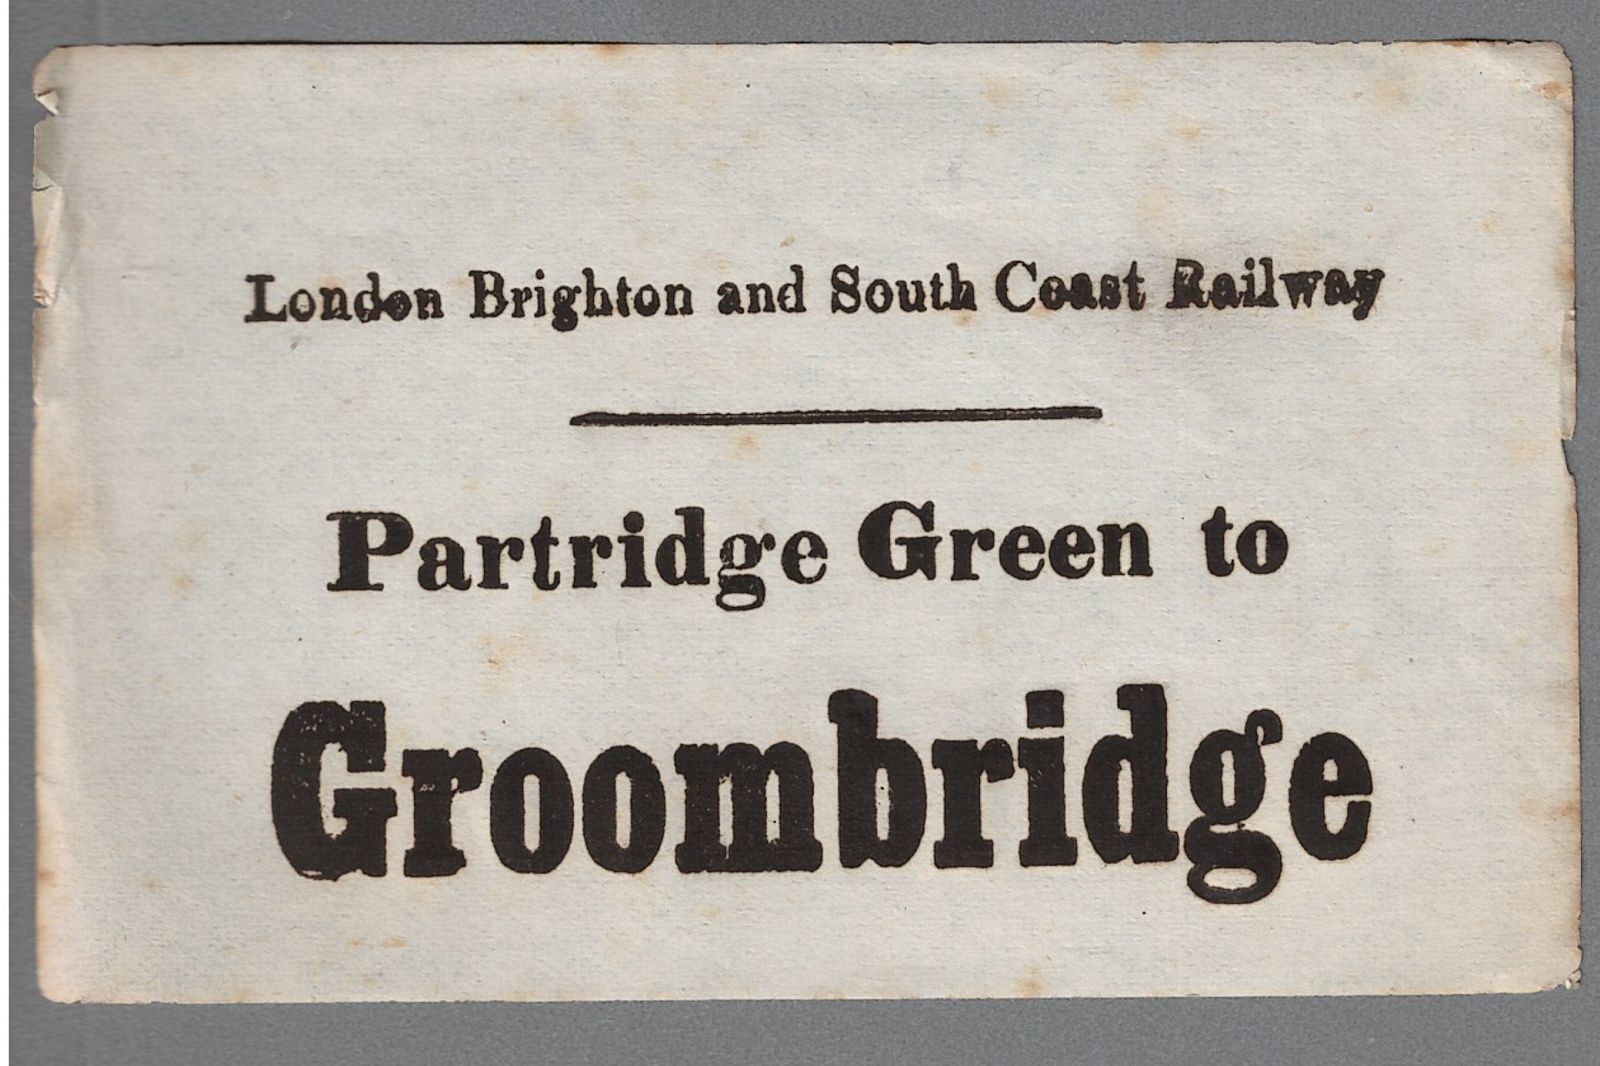 London Brighton and South Coast Railway
Partridge Green to
Groombridge